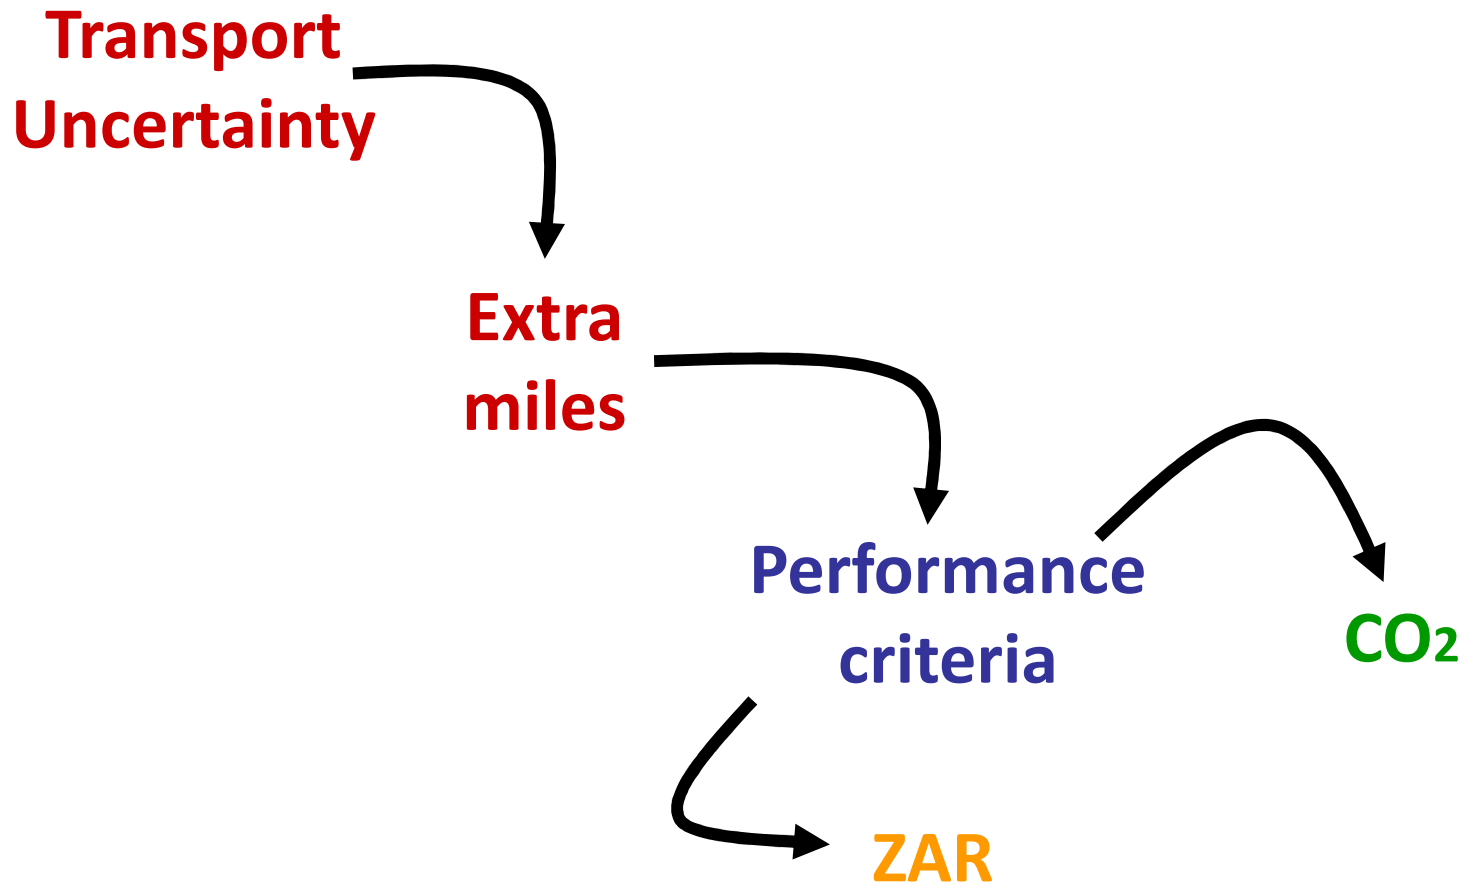 Transport
Uncertainty
Extra
miles
Performance
criteria
CO2
ZAR